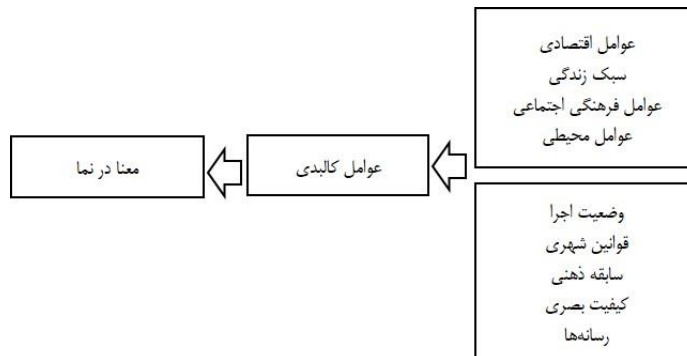 عوامل اقتصادی
سبک زندگی
عوامل فرهنگی اجتماعی
عوامل محیطی
وضعیت اجرا
قوانین شهری
سابقه ذهنی
کیفیت بصری
رسانه‌ها
عوامل کالبدی
معنا در نما